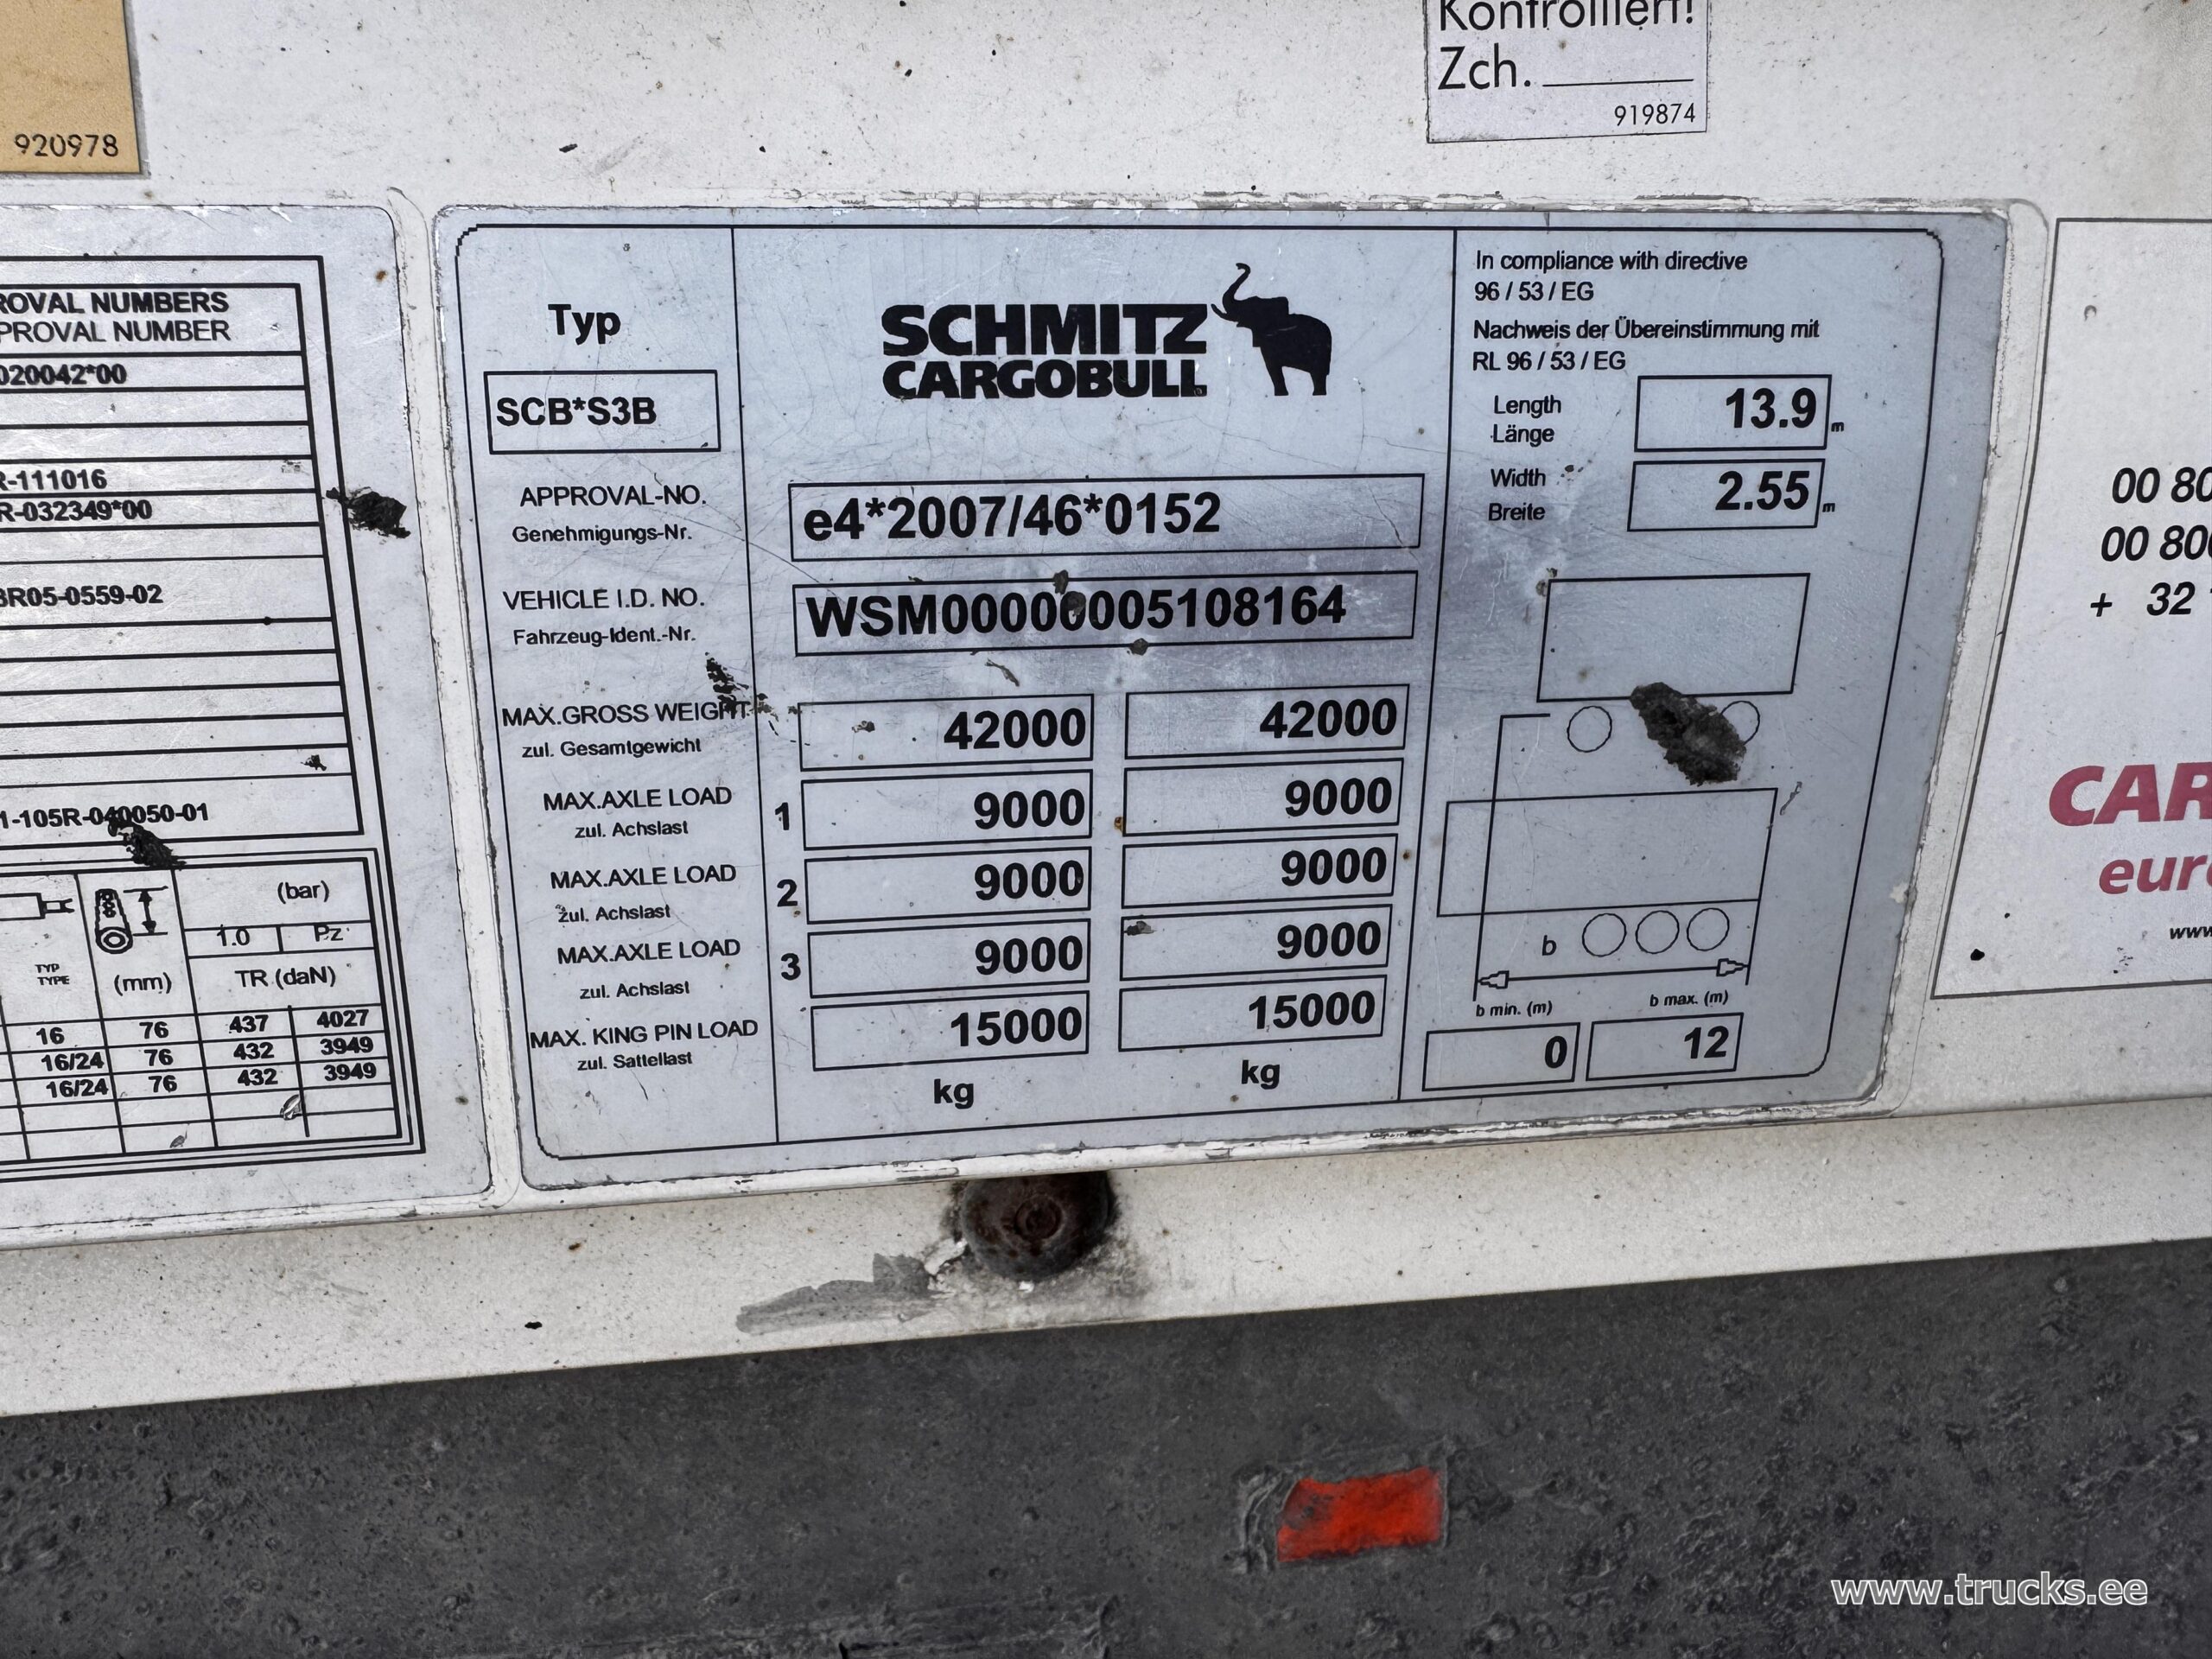 Kontrolliert!
Zch.
919874
920978
ROVAL NUMBERS
PROVAL NUMBER
020042*00
R-111016
R-032349*00
BR05-0559-02
1-105R-040050-01
(bar)
1.0 Pz
TYP
TYPE
(mm)
TR (daN)
16 76 437 4027
16/24 76 432 3949
16/24 76 432 3949
Typ
SCB*S3B
SCHMITZ
CARGOBULL
APPROVAL-NO.
Genehmigungs-Nr.
e4*2007/46*0152
VEHICLE I.D. NO.
Fahrzeug-Ident.-Nr.
WSM00000005108164
MAX.GROSS WEIGHT
zul. Gesamtgewicht
42000 42000
MAX.AXLE LOAD
zul. Achslast
1 9000 9000
MAX.AXLE LOAD
zul. Achslast
2 9000 9000
MAX.AXLE LOAD
zul. Achslast
3 9000 9000
MAX. KING PIN LOAD
zul. Sattellast
15000 15000
kg kg
In compliance with directive
96 / 53 / EG
Nachweis der Übereinstimmung mit
RL 96 / 53 / EG
Length
Länge
13.9 m
Width
Breite
2.55 m
b
b min. (m) b max. (m)
0 12
00 80
00 800
+ 32
CAR
euro
www
www.trucks.ee